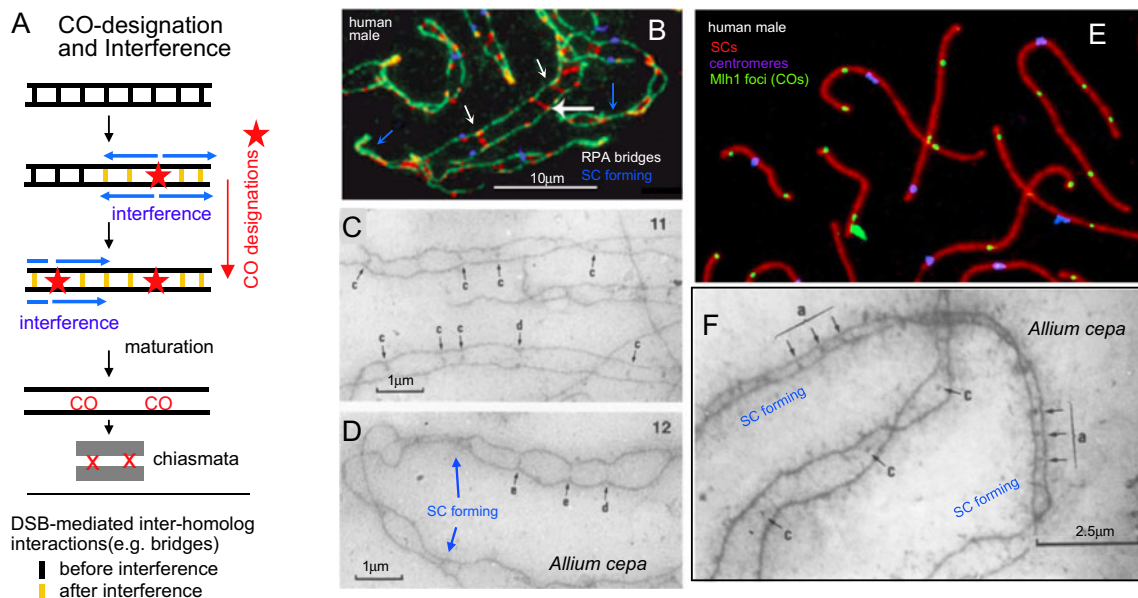 A
CO-designation
and Interference
interference
CO designations
interference
maturation
CO CO
chiasmata
DSB-mediated inter-homolog
interactions(e.g. bridges)
before interference
after interference
human
male
B
RPA bridges
SC forming
10μm
C
11
c
c
c
c
c
c
c
d
c
1μm
D
12
e
e
d
SC forming
Allium cepa
1μm
human male
E
SCs
centromeres
Mlh1 foci (COs)
F
Allium cepa
a
SC forming
c
a
c
SC forming
c
2.5μm